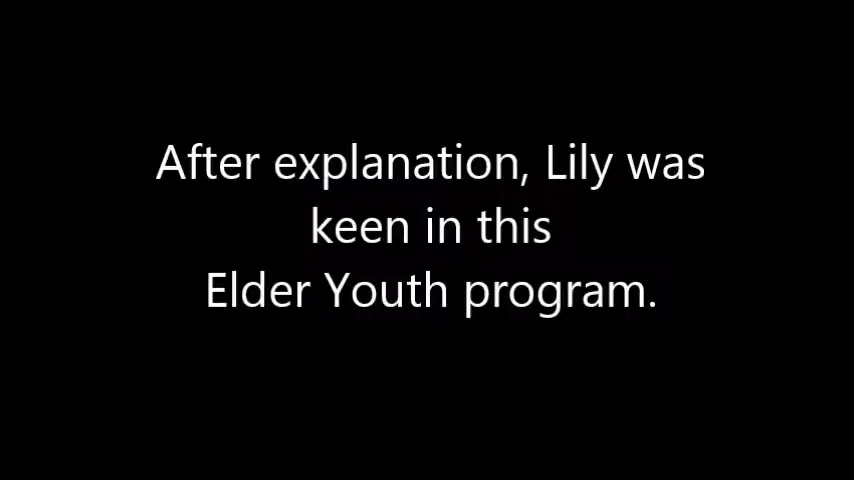 After explanation, Lily was
keen in this
Elder Youth program.